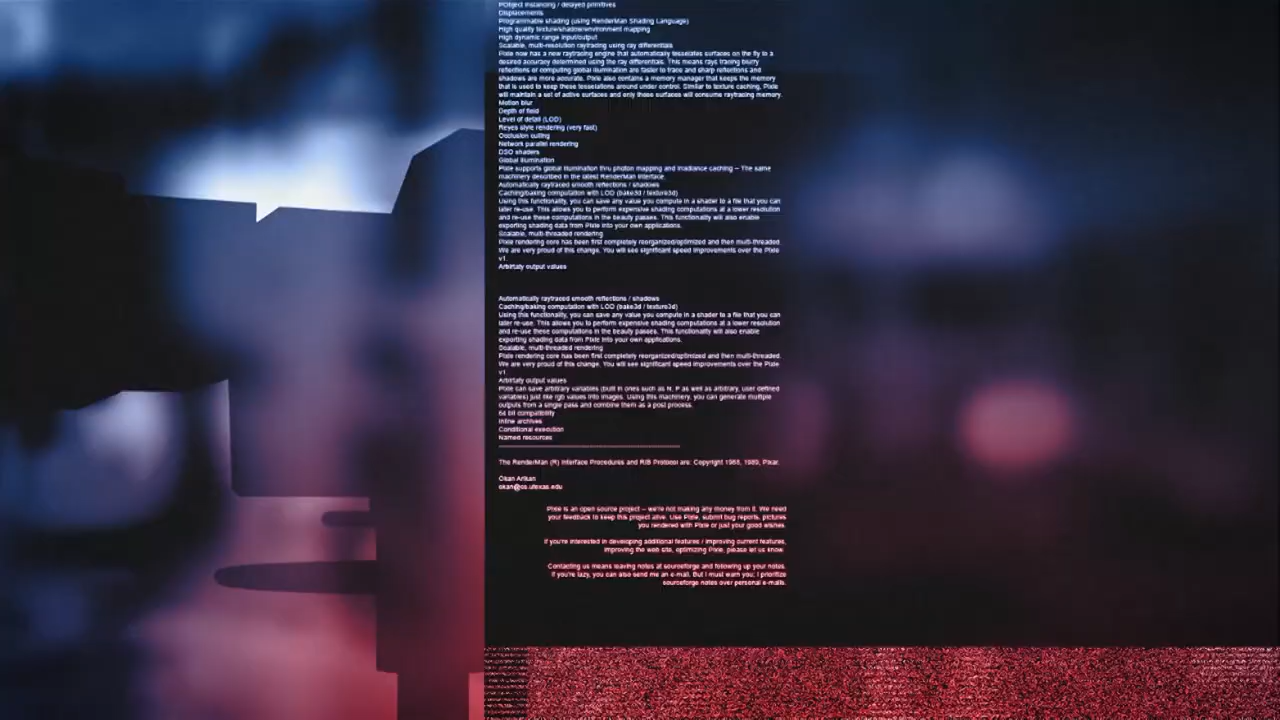 PObject instancing / delayed primitives
Displacements
Programmable shading (using RenderMan Shading Language)
High quality texture/shadow/environment mapping
High dynamic range input/output
Scalable, multi-resolution raytracing using ray differentials
Pixie now has a new raytracing engine that automatically tesselates surfaces on the fly to a
desired accuracy determined using the ray differentials. This means rays tracing blurry
reflections or computing global illumination are faster to trace and sharp reflections and
shadows are more accurate. Pixie also contains a memory manager that keeps the memory
that is used to keep these tesselations around under control. Similar to texture caching, Pixie
will maintain a set of active surfaces and only those surfaces will consume raytracing memory.
Motion blur
Depth of field
Level of detail (LOD)
Reyes style rendering (very fast)
Occlusion culling
Network parallel rendering
DSO shaders
Global illumination
Pixie supports global illumination thru photon mapping and irradiance caching -- The same
machinery described in the latest RenderMan Interface.
Automatically raytraced smooth reflections / shadows
Caching/baking computation with LOD (bake3d / texture3d)
Using this functionality, you can save any value you compute in a shader to a file that you can
later re-use. This allows you to perform expensive shading computations at a lower resolution
and re-use these computations in the beauty passes. This functionality will also enable
exporting shading data from Pixie into your own applications.
Scalable, multi-threaded rendering
Pixie rendering core has been first completely reorganized/optimized and then multi-threaded.
We are very proud of this change. You will see significant speed improvements over the Pixie
v1.
Arbirtaty output values
Automatically raytraced smooth reflections / shadows
Caching/baking computation with LOD (bake3d / texture3d)
Using this functionality, you can save any value you compute in a shader to a file that you can
later re-use. This allows you to perform expensive shading computations at a lower resolution
and re-use these computations in the beauty passes. This functionality will also enable
exporting shading data from Pixie into your own applications.
Scalable, multi-threaded rendering
Pixie rendering core has been first completely reorganized/optimized and then multi-threaded.
We are very proud of this change. You will see significant speed improvements over the Pixie
v1.
Arbirtaty output values
Pixie can save arbitrary variables (built in ones such as N, P as well as arbitrary, user defined
variables) just like rgb values into images. Using this machinery, you can generate multiple
outputs from a single pass and combine them as a post process.
64 bit compatibility
Inline archives
Conditional execution
Named resources
The RenderMan (R) Interface Procedures and RIB Protocol are: Copyright 1988, 1989, Pixar.
Okan Arikan
okan@cs.utexas.edu
Pixie is an open source project -- we're not making any money from it. We need
your feedback to keep this project alive. Use Pixie, submit bug reports, pictures
you rendered with Pixie or just your good wishes.
If you're interested in developing additional features / improving current features,
improving the web site, optimizing Pixie, please let us know.
Contacting us means leaving notes at sourceforge and following up your notes.
If you're lazy, you can also send me an e-mail. But I must warn you; I prioritize
sourceforge notes over personal e-mails.